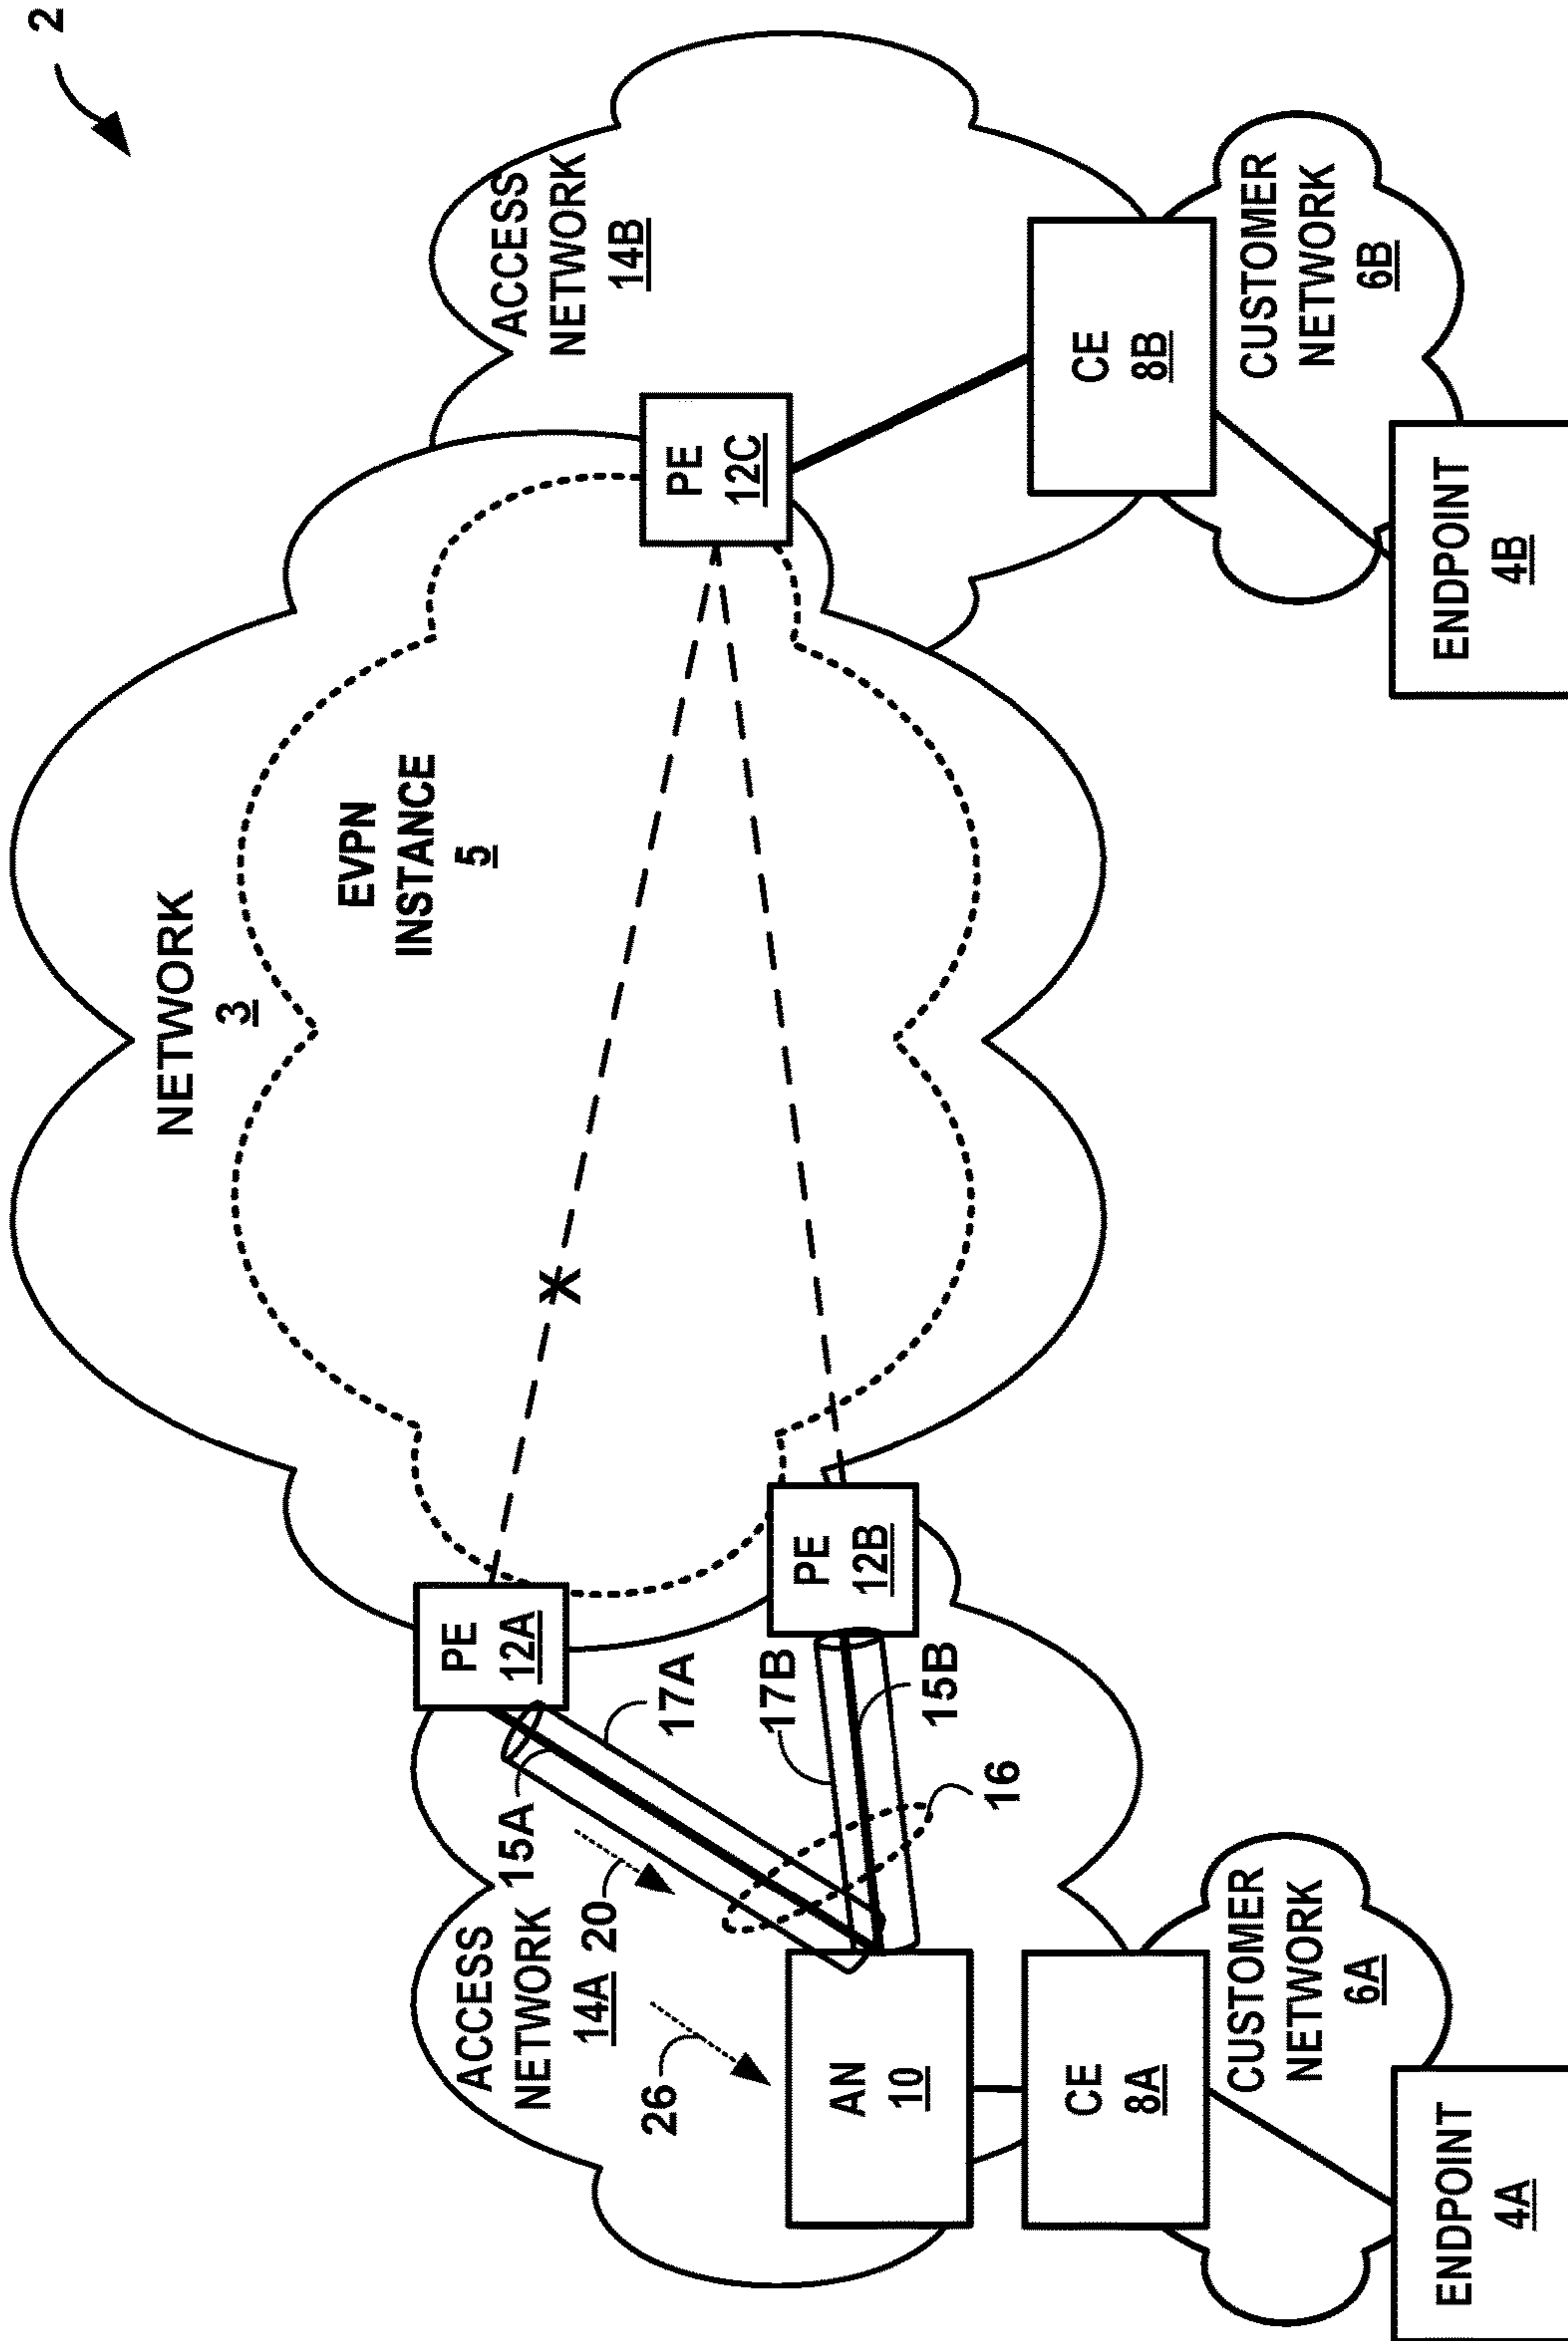 2
NETWORK
3
EVPN
INSTANCE
5
ACCESS
NETWORK
14B
PE
12A
PE
12B
PE
12C
17A
17B
15A
15B
16
20
26
ACCESS
NETWORK
14A
AN
10
CE
8A
CE
8B
CUSTOMER
NETWORK
6A
CUSTOMER
NETWORK
6B
ENDPOINT
4A
ENDPOINT
4B
X